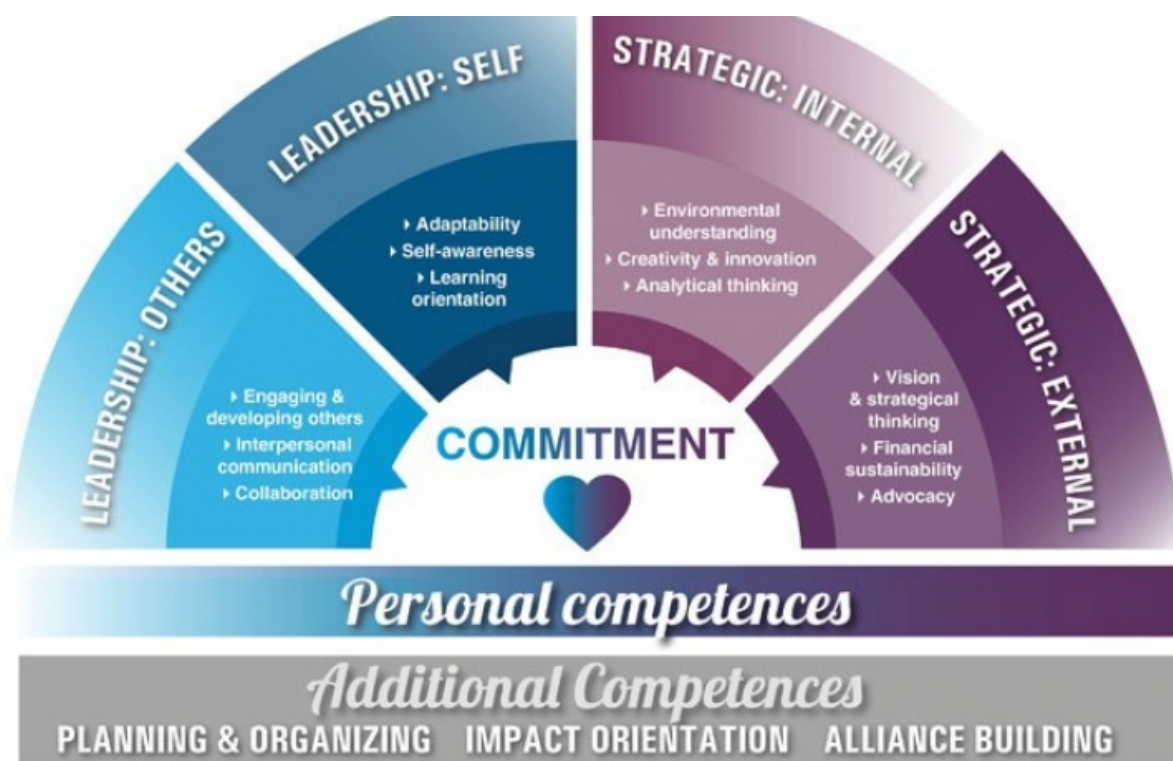 LEADERSHIP: OTHERS
‣ Engaging &
developing others
‣ Interpersonal
communication
‣ Collaboration
LEADERSHIP: SELF
‣ Adaptability
‣ Self-awareness
‣ Learning
orientation
STRATEGIC: INTERNAL
‣ Environmental
understanding
‣ Creativity & innovation
‣ Analytical thinking
STRATEGIC: EXTERNAL
‣ Vision
& strategical
thinking
‣ Financial
sustainability
‣ Advocacy
COMMITMENT
Personal competences
Additional Competences
PLANNING & ORGANIZING IMPACT ORIENTATION ALLIANCE BUILDING